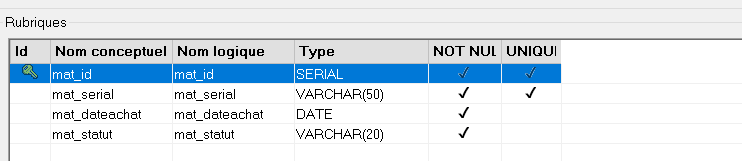 Rubriques
Id Nom conceptuel Nom logique Type NOT NUL UNIQUI
mat_id mat_id SERIAL ✓ ✓
mat_serial mat_serial VARCHAR(50) ✓ ✓
mat_dateachat mat_dateachat DATE ✓
mat_statut mat_statut VARCHAR(20) ✓